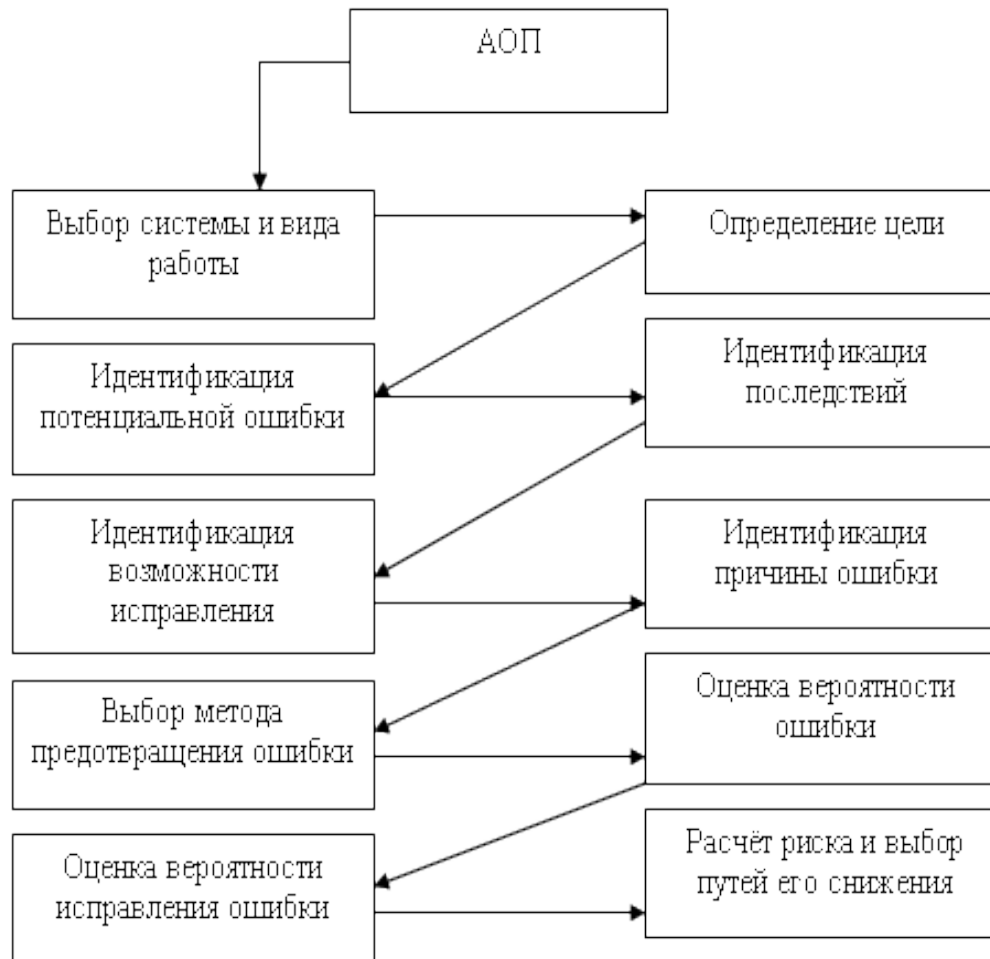 АОП
Выбор системы и вида
работы
Определение цели
Идентификация
потенциальной ошибки
Идентификация
последствий
Идентификация
возможности
исправления
Идентификация
причины ошибки
Выбор метода
предотвращения ошибки
Оценка вероятности
ошибки
Оценка вероятности
исправления ошибки
Расчёт риска и выбор
путей его снижения